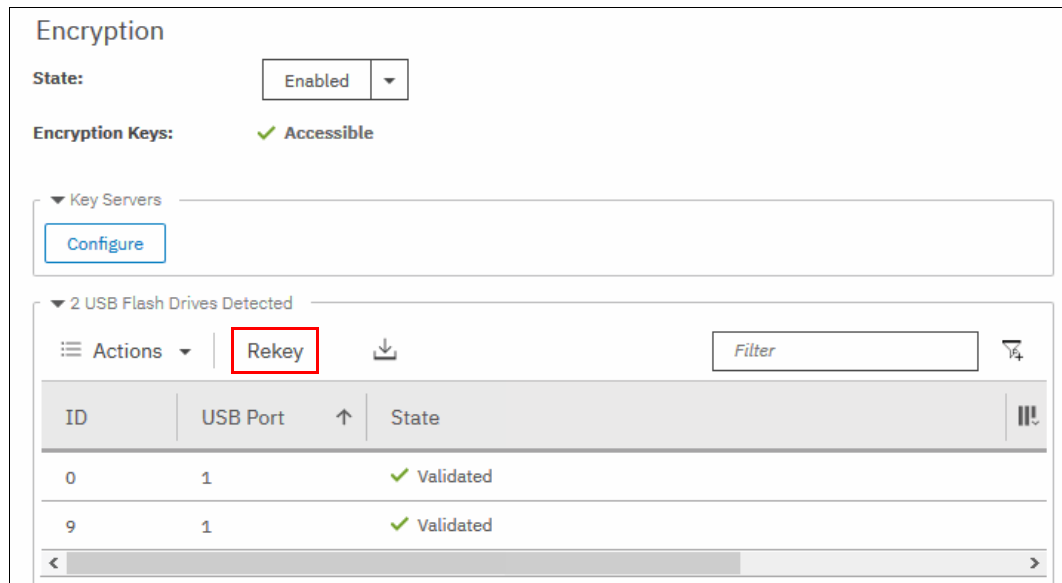 Encryption
State: Enabled
Encryption Keys: Accessible
Key Servers
Configure
2 USB Flash Drives Detected
Actions Rekey Filter
ID USB Port State
0 1 Validated
9 1 Validated